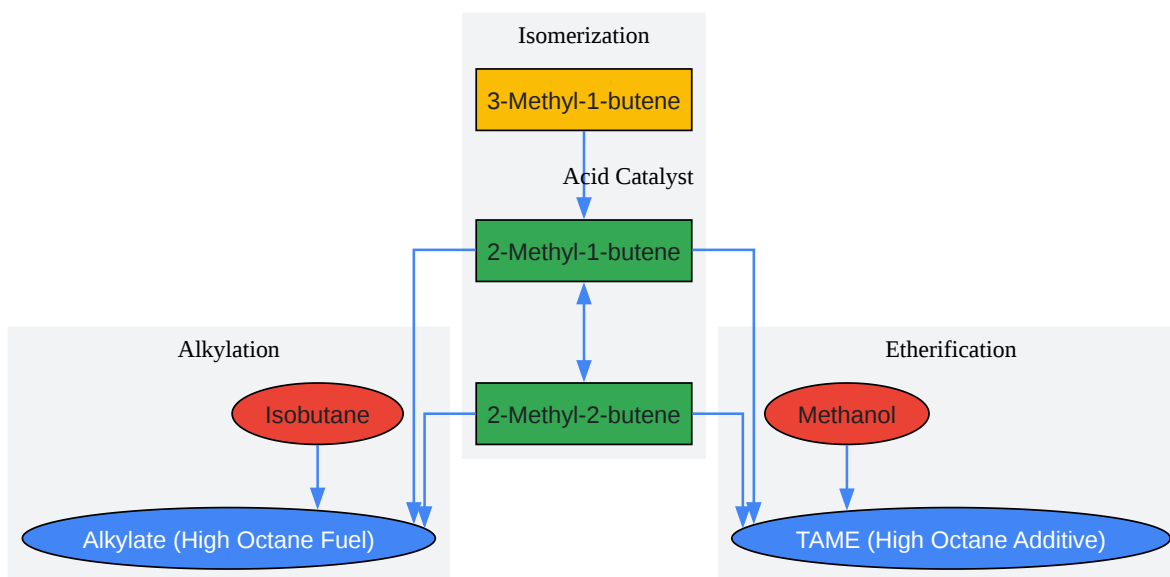 Isomerization
3-Methyl-1-butene
Acid Catalyst
2-Methyl-1-butene
Alkylation
Etherification
Isobutane
2-Methyl-2-butene
Methanol
Alkylate (High Octane Fuel)
TAME (High Octane Additive)